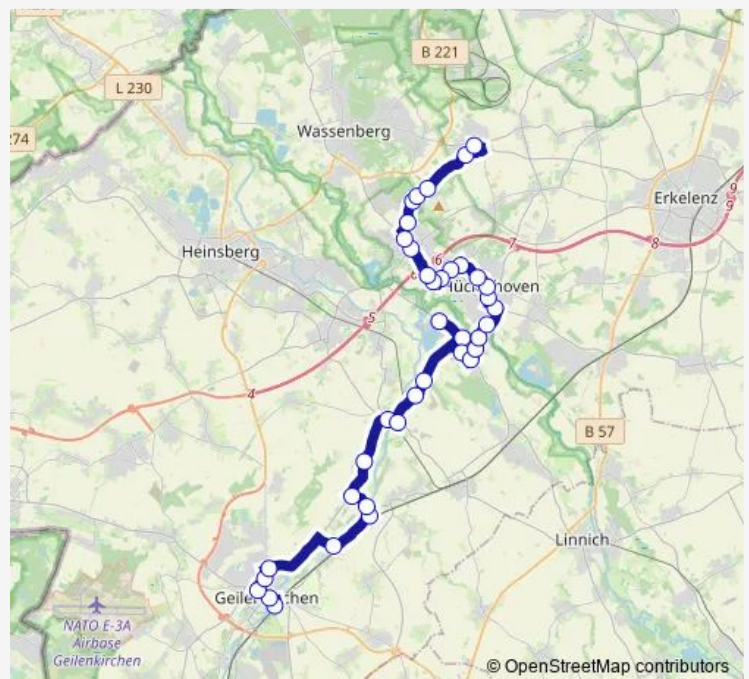 B 221
L 230
274
Wassenberg
Erkelenz
9
9
Heinsberg
7
8
6
5
4
B 57
Linnich
NATO E-3A
Airbase
Geilenkirchen
© OpenStreetMap contributors